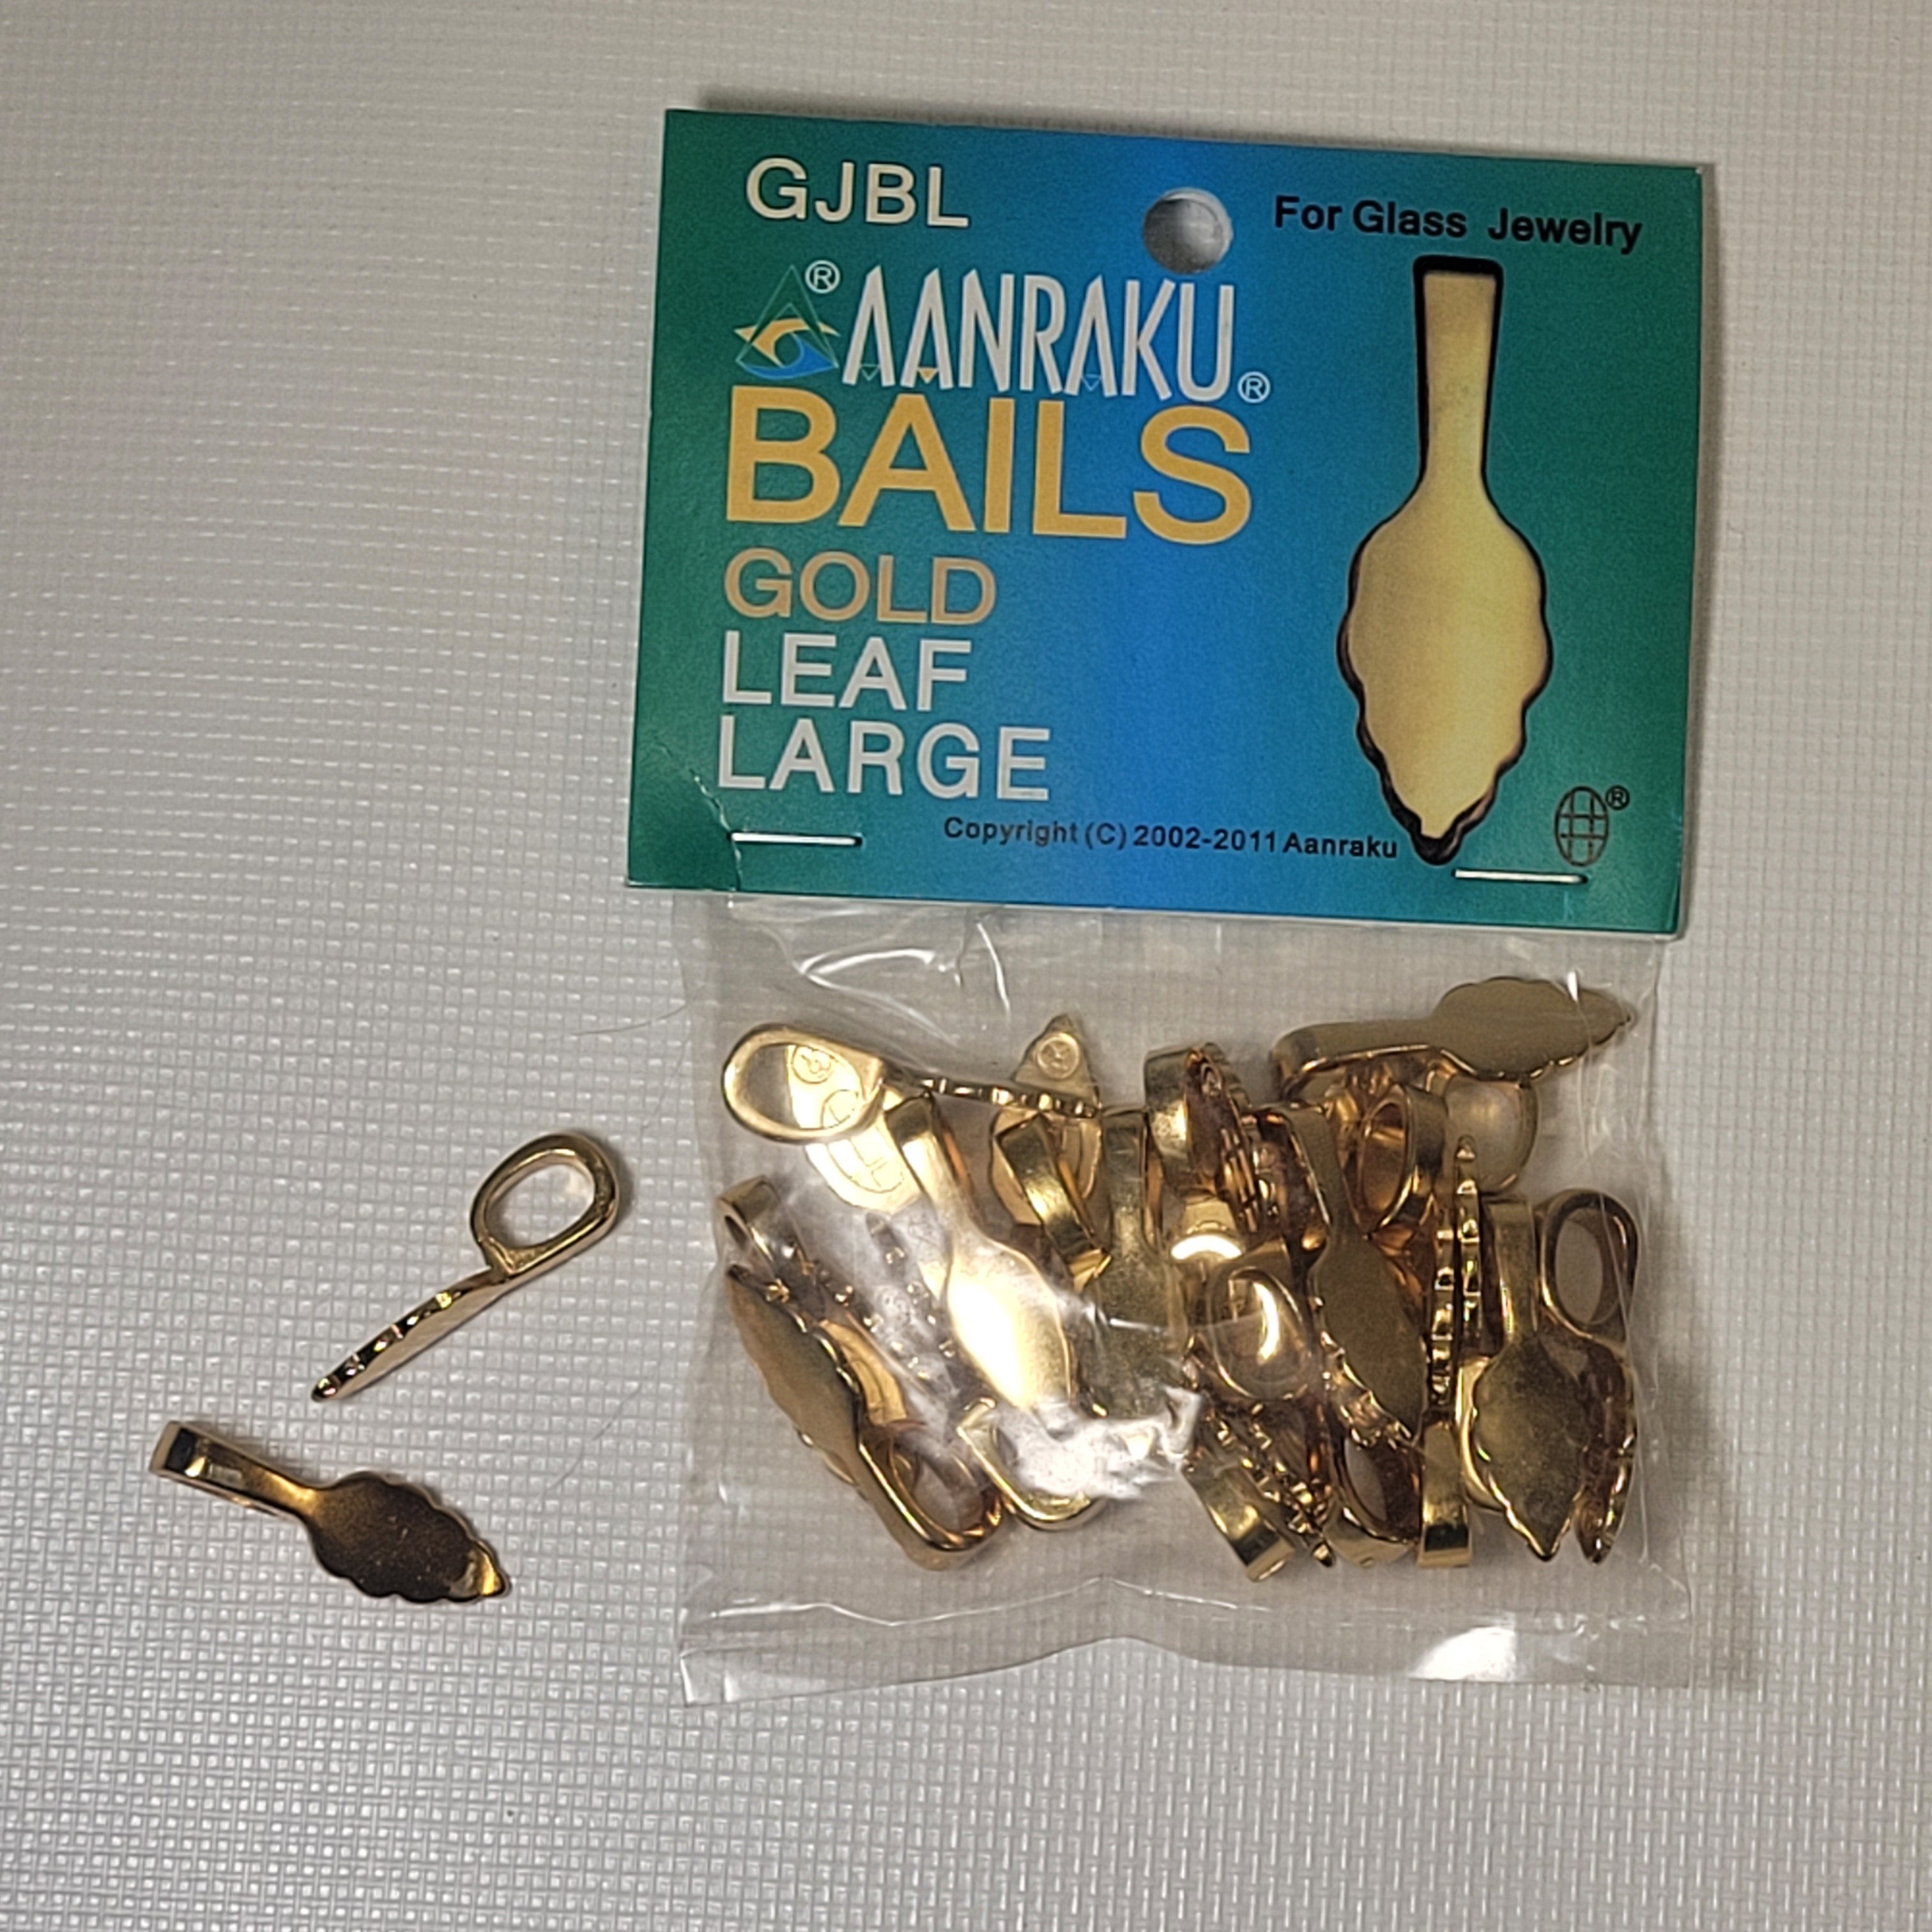 GJBL
For Glass Jewelry
® AANRAKU®
BAILS
GOLD
LEAF
LARGE
Copyright (C) 2002-2011 Aanraku
®